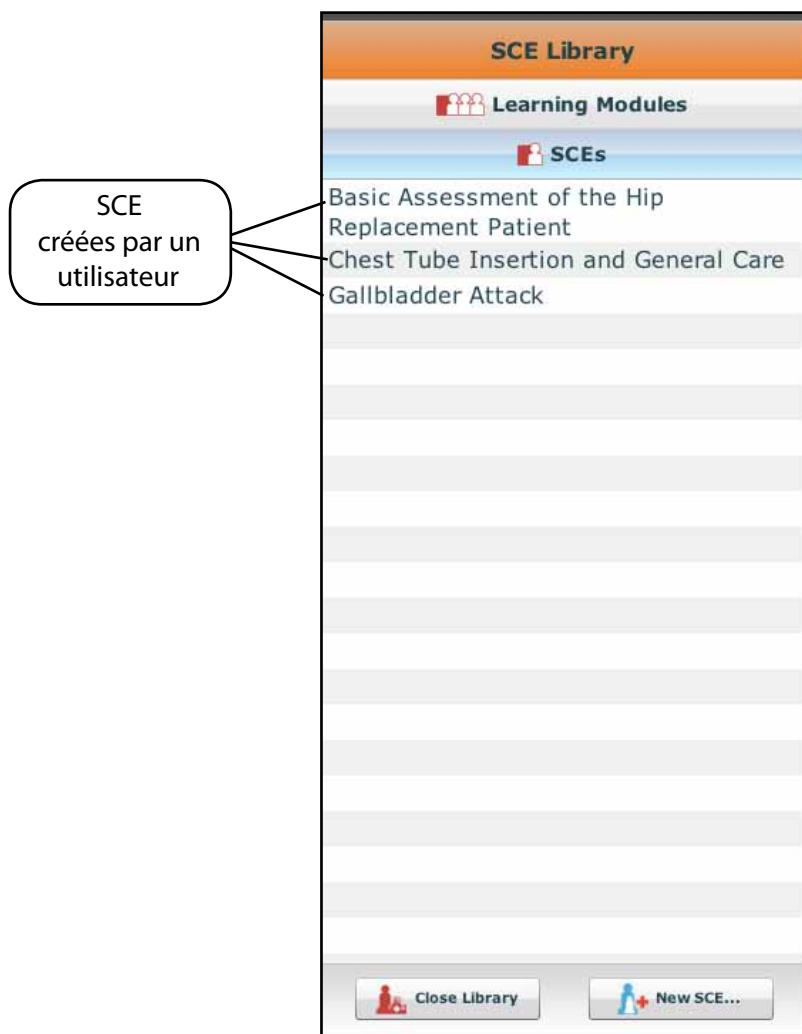 SCE Library
Learning Modules
SCEs
SCE
créées par un
utilisateur
Basic Assessment of the Hip
Replacement Patient
Chest Tube Insertion and General Care
Gallbladder Attack
Close Library
New SCE...